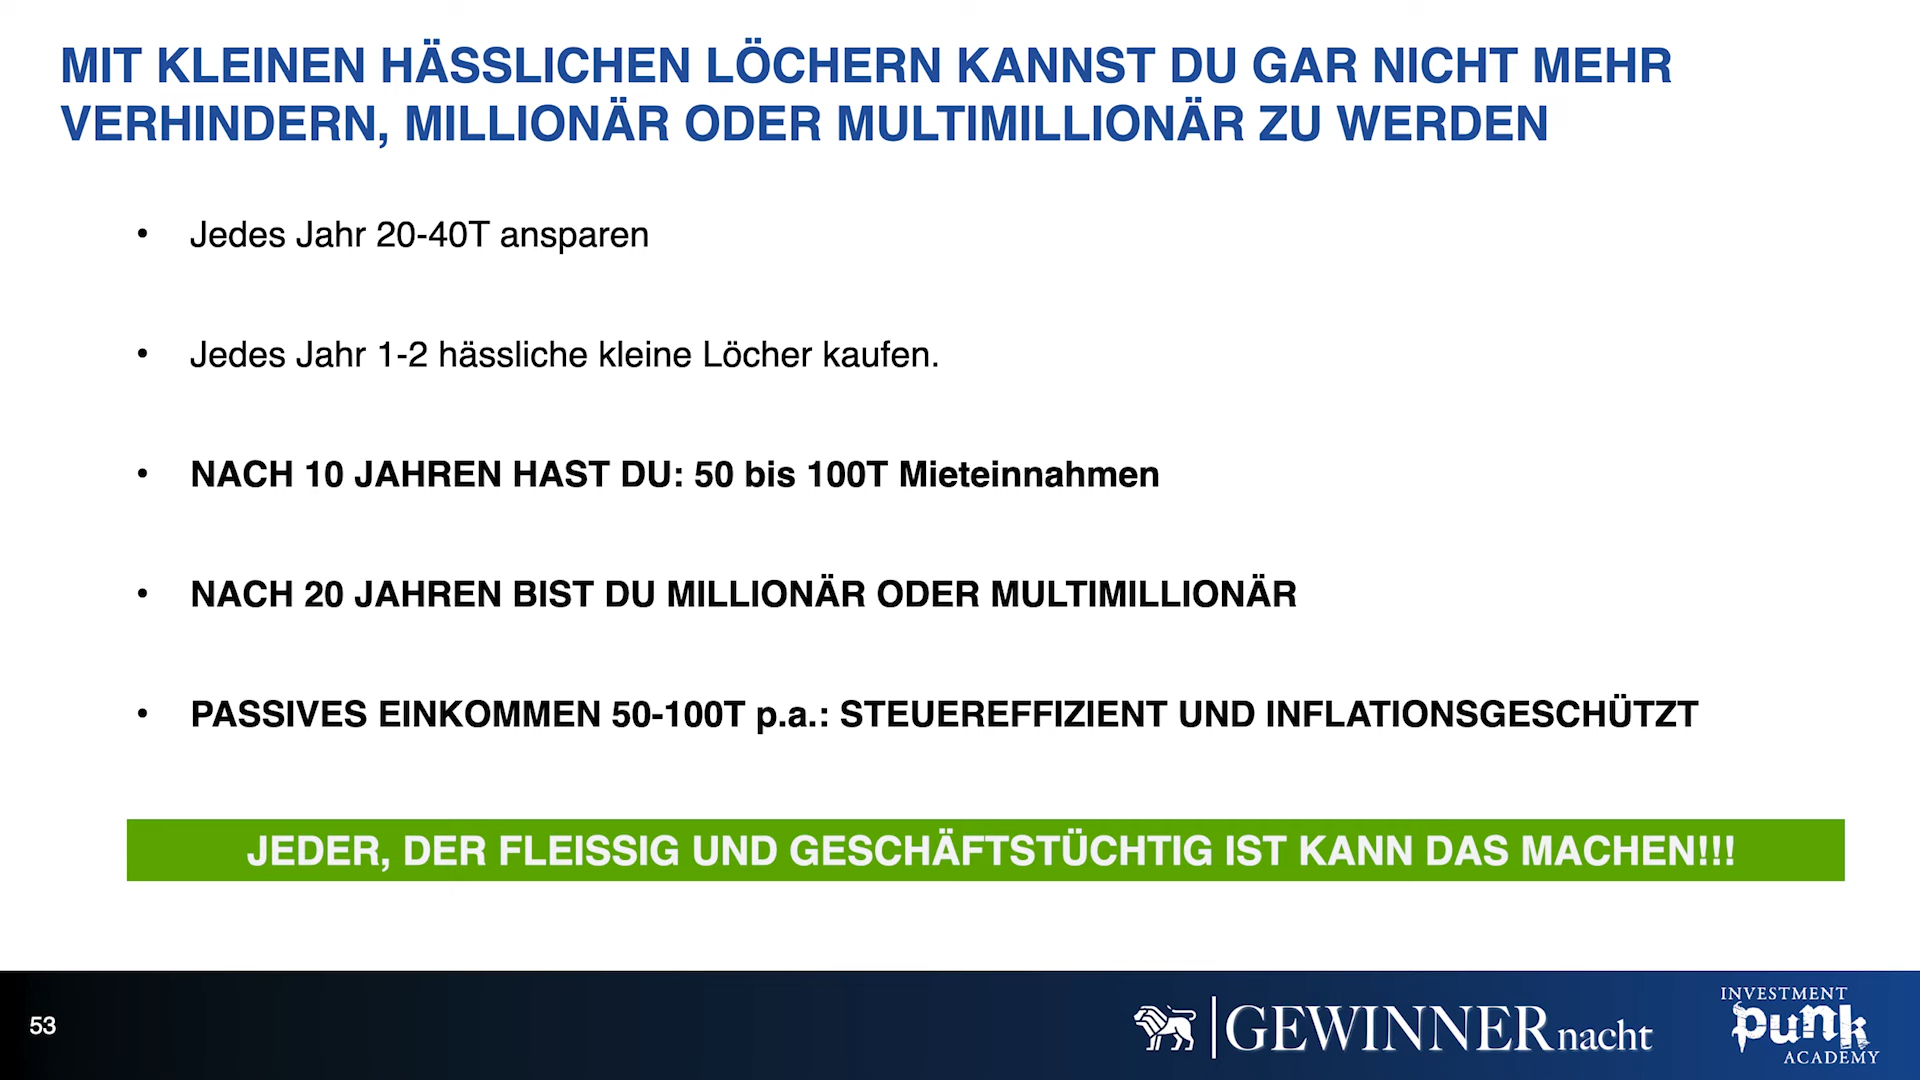 MIT KLEINEN HÄSSLICHEN LÖCHERN KANNST DU GAR NICHT MEHR
VERHINDERN, MILLIONÄR ODER MULTIMILLIONÄR ZU WERDEN
• Jedes Jahr 20-40T ansparen
• Jedes Jahr 1-2 hässliche kleine Löcher kaufen.
• NACH 10 JAHREN HAST DU: 50 bis 100T Mieteinnahmen
• NACH 20 JAHREN BIST DU MILLIONÄR ODER MULTIMILLIONÄR
• PASSIVES EINKOMMEN 50-100T p.a.: STEUEREFFIZIENT UND INFLATIONSGESCHÜTZT
JEDER, DER FLEISSIG UND GESCHÄFTSTÜCHTIG IST KANN DAS MACHEN!!!
53
GEWINNERnacht
INVESTMENT
punk
ACADEMY